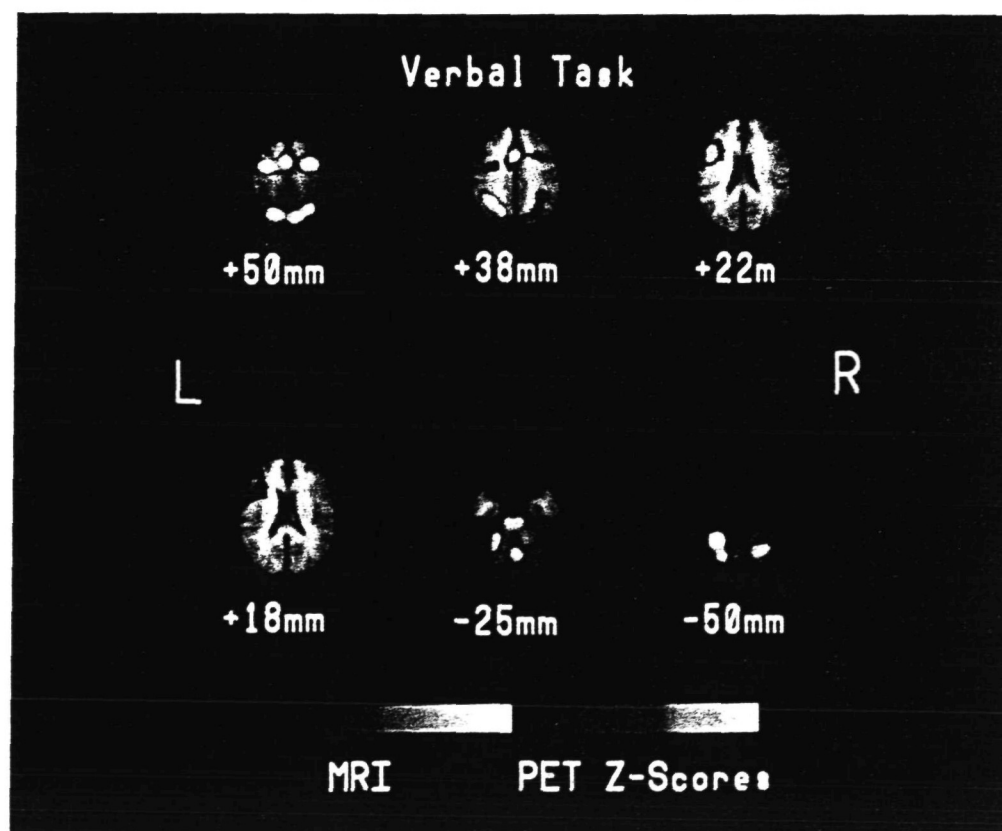 Verbal Task
+50mm +38mm +22m
L R
+18mm -25mm -50mm
MRI PET Z-Scores